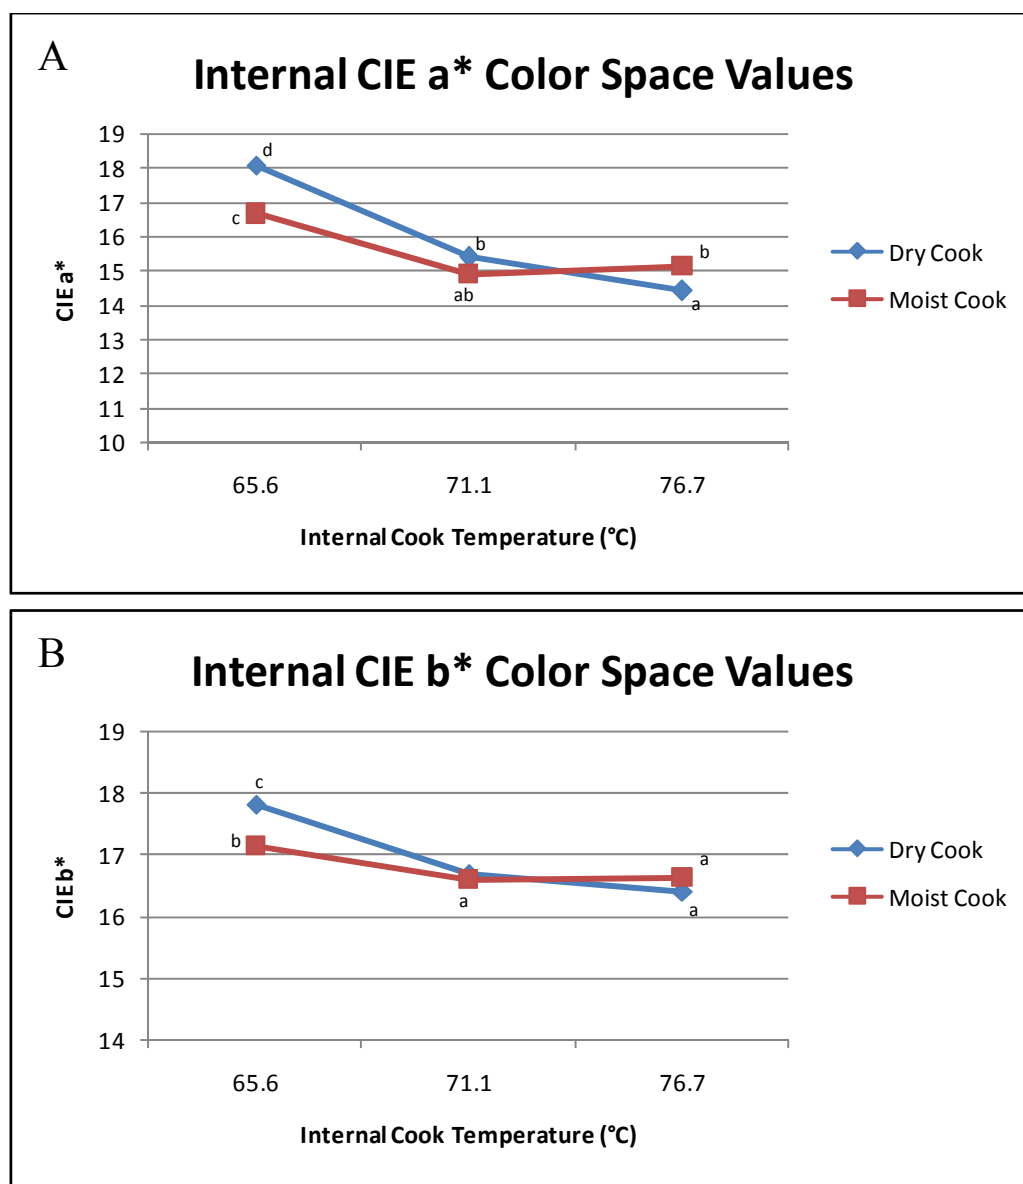 A
Internal CIE a* Color Space Values
19
18
17
16
15
14
13
12
11
10
CIE a*
d
c
b
ab
b
a
65.6 71.1 76.7
Internal Cook Temperature (°C)
Dry Cook
Moist Cook
B
Internal CIE b* Color Space Values
19
18
17
16
15
14
CIE b*
c
b
a
a
a
65.6 71.1 76.7
Internal Cook Temperature (°C)
Dry Cook
Moist Cook